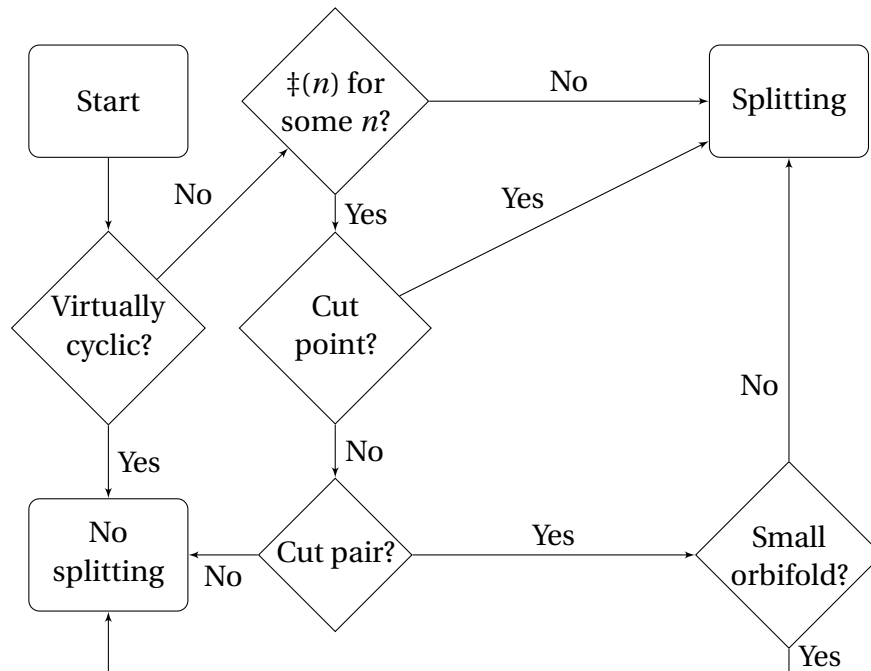 Start
‡(n) for
some n?
No
Splitting
No
Yes
Yes
Virtually
cyclic?
Cut
point?
No
Yes
No
No
splitting
No
Cut pair?
Yes
Small
orbifold?
Yes